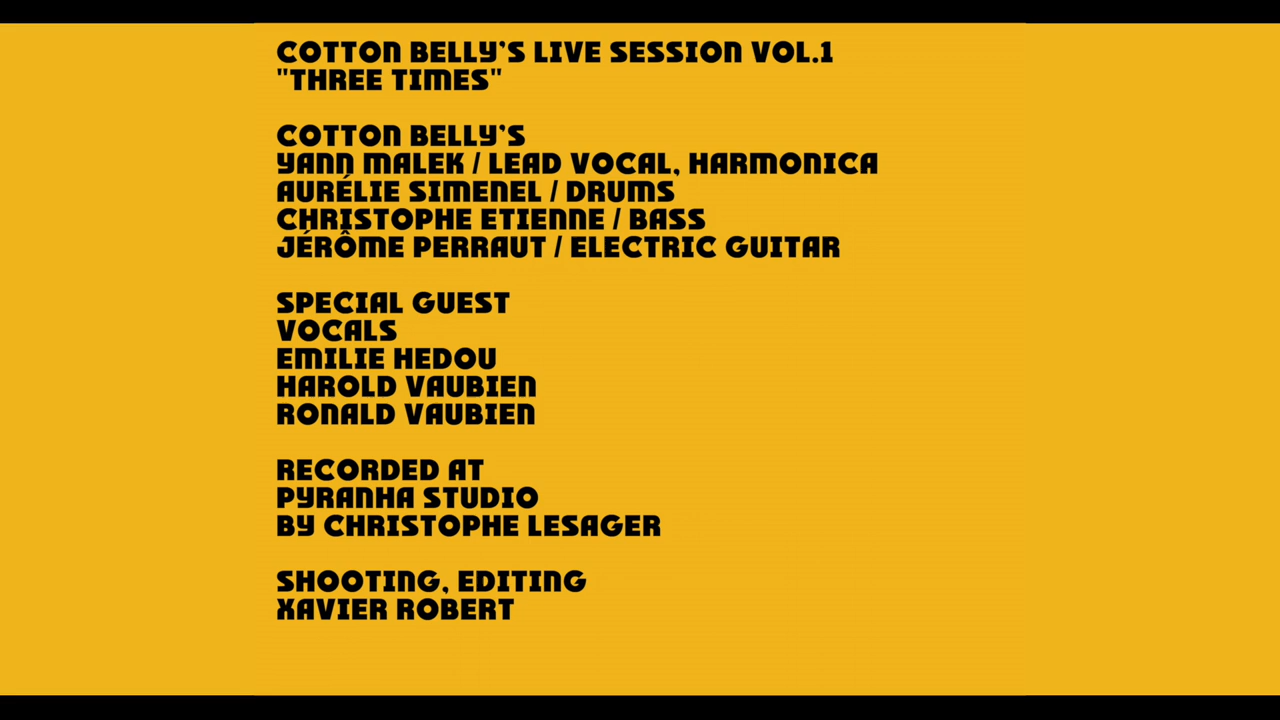 COTTON BELLY'S LIVE SESSION VOL.1
"THREE TIMES"
COTTON BELLY'S
YANN MALEK / LEAD VOCAL, HARMONICA
AURÉLIE SIMENEL / DRUMS
CHRISTOPHE ETIENNE / BASS
JÉRÔME PERRAUT / ELECTRIC GUITAR
SPECIAL GUEST
VOCALS
EMILIE HEDOU
HAROLD VAUBIEN
RONALD VAUBIEN
RECORDED AT
PYRANHA STUDIO
BY CHRISTOPHE LESAGER
SHOOTING, EDITING
XAVIER ROBERT